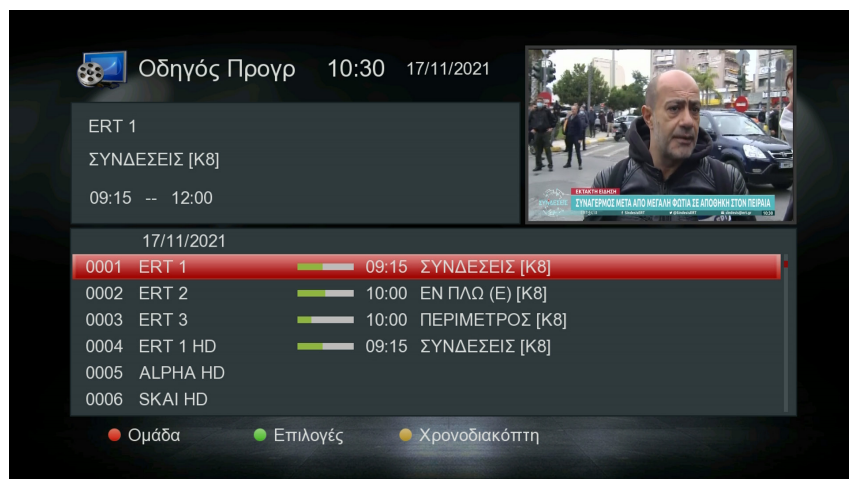 Οδηγός Προγρ 10:30 17/11/2021
ERT 1
ΣΥΝΔΕΣΕΙΣ [K8]
09:15 -- 12:00
ΕΚΤΑΚΤΗ ΕΙΔΗΣΗ
ΣΥΝΑΓΕΡΜΟΣ ΜΕΤΑ ΑΠΟ ΜΕΓΑΛΗ ΦΩΤΙΑ ΣΕ ΑΠΟΘΗΚΗ ΣΤΟΝ ΠΕΙΡΑΙΑ
10:30
17/11/2021
0001 ERT 1 09:15 ΣΥΝΔΕΣΕΙΣ [K8]
0002 ERT 2 10:00 ΕΝ ΠΛΩ (Ε) [K8]
0003 ERT 3 10:00 ΠΕΡΙΜΕΤΡΟΣ [K8]
0004 ERT 1 HD 09:15 ΣΥΝΔΕΣΕΙΣ [K8]
0005 ALPHA HD
0006 SKAI HD
Ομάδα Επιλογές Χρονοδιακόπτη